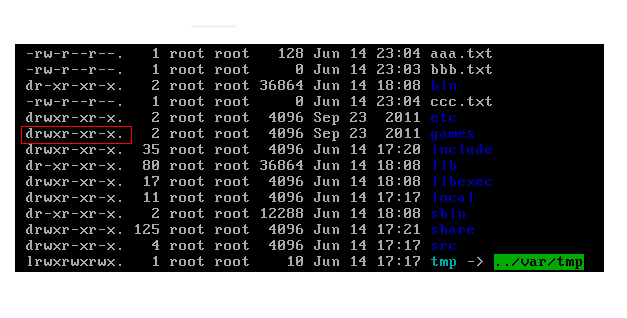 -rw-r--r--. 1 root root 128 Jun 14 23:04 aaa.txt
-rw-r--r--. 1 root root 0 Jun 14 23:03 bbb.txt
dr-xr-xr-x. 2 root root 36864 Jun 14 18:08 bin
-rw-r--r--. 1 root root 0 Jun 14 23:04 ccc.txt
drwxr-xr-x. 2 root root 4096 Sep 23 2011 etc
drwxr-xr-x. 2 root root 4096 Sep 23 2011 games
drwxr-xr-x. 35 root root 4096 Jun 14 17:20 include
dr-xr-xr-x. 80 root root 36864 Jun 14 18:08 lib
drwxr-xr-x. 17 root root 4096 Jun 14 18:08 libexec
drwxr-xr-x. 11 root root 4096 Jun 14 17:17 local
dr-xr-xr-x. 2 root root 12288 Jun 14 18:08 sbin
drwxr-xr-x. 125 root root 4096 Jun 14 17:21 share
drwxr-xr-x. 4 root root 4096 Jun 14 17:17 src
lrwxrwxrwx. 1 root root 10 Jun 14 17:17 tmp -> ../var/tmp